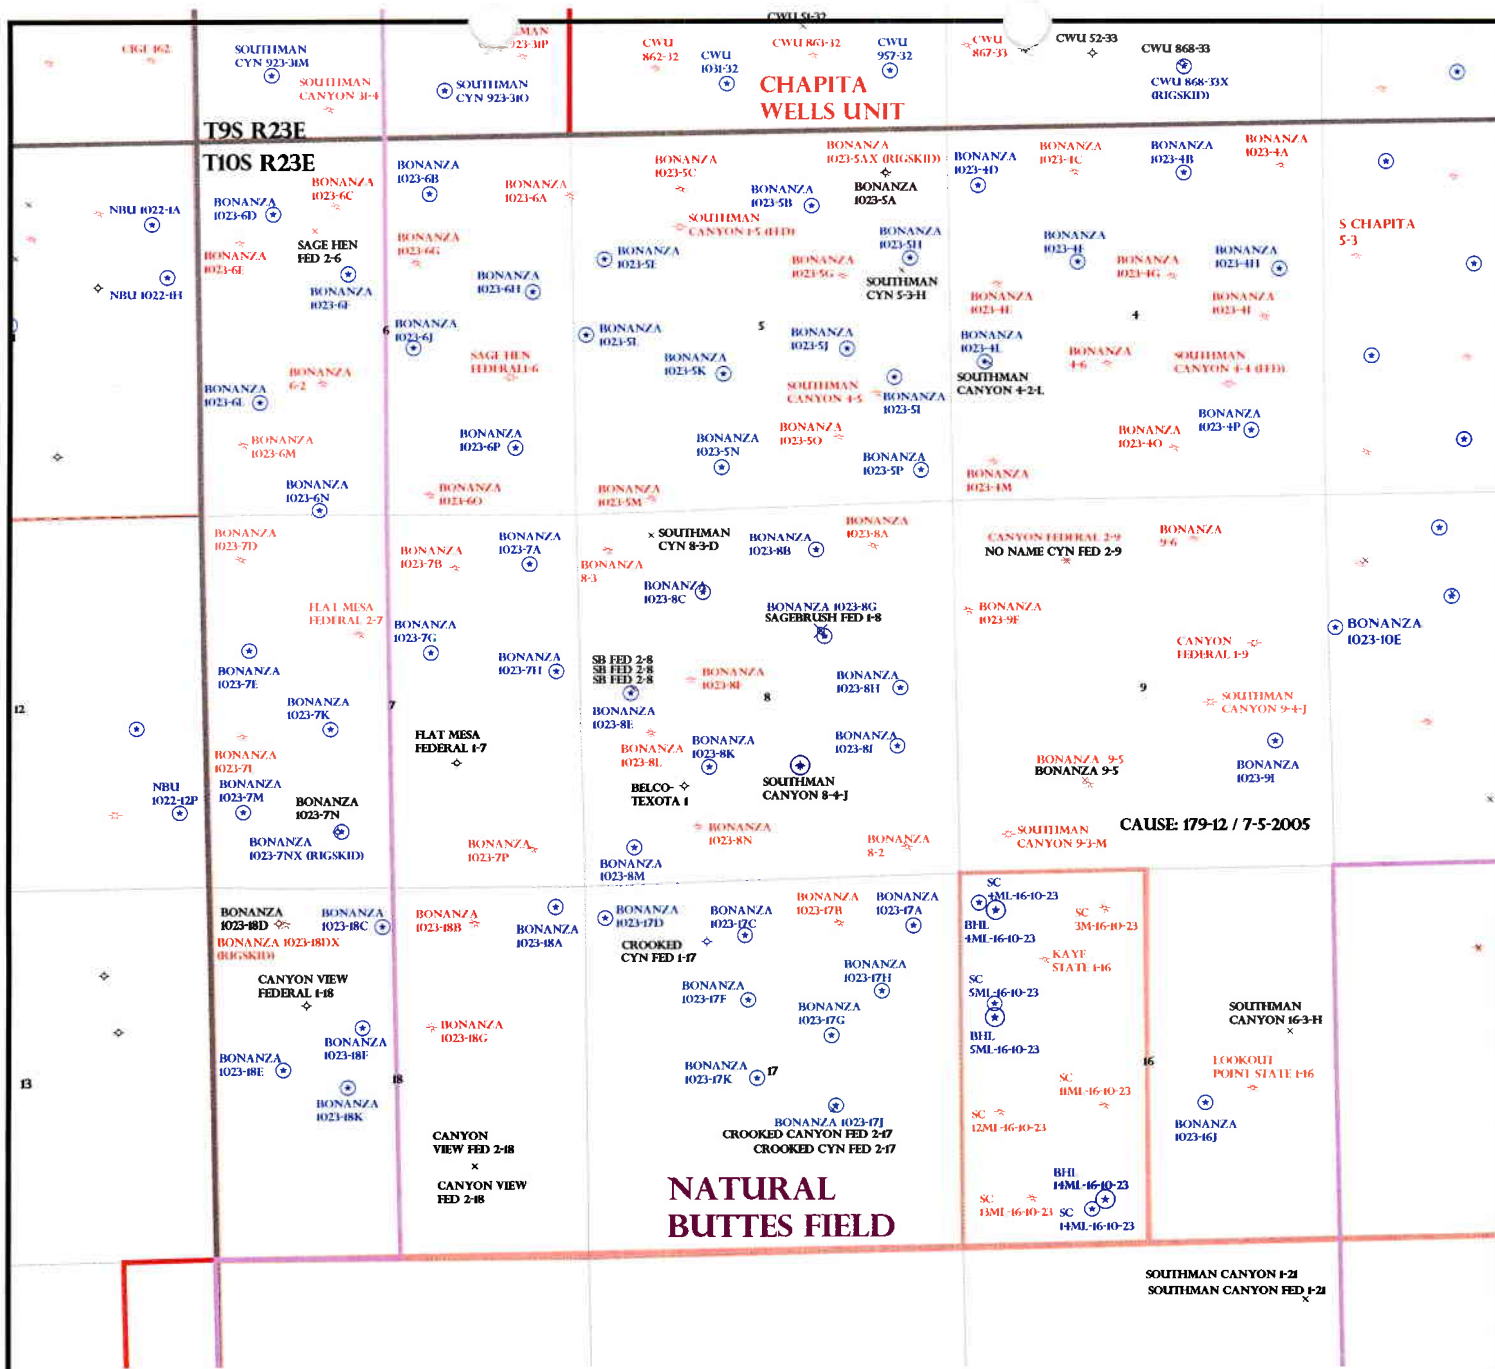 CWU 51-32
CIGE 162
SOUTHMAN
CYN 923-31M
SOUTHMAN
CANYON 31-4
923-31P
SOUTHMAN
CYN 923-31O
CWU
862-32
CWU
1031-32
CWU 863-32
CWU
957-32
CHAPITA
WELLS UNIT
CWU
867-33
CWU 52-33
CWU 868-33
CWU 868-33X
(RIGSKID)
T9S R23E
T10S R23E
NBU 1022-1A
NBU 1022-1H
BONANZA
1023-6D
BONANZA
1023-6C
BONANZA
1023-6E
SAGE HEN
FED 2-6
BONANZA
1023-6F
BONANZA
1023-6B
BONANZA
1023-6A
BONANZA
1023-6G
BONANZA
1023-6H
6
BONANZA
1023-6J
SAGE HEN
FEDERAL 1-6
BONANZA
6-2
BONANZA
1023-6L
BONANZA
1023-6M
BONANZA
1023-6N
BONANZA
1023-6P
BONANZA
1023-6O
BONANZA
1023-5C
BONANZA
1023-5AX (RIGSKID)
BONANZA
1023-5A
BONANZA
1023-5B
SOUTHMAN
CANYON 1-5 (FED)
BONANZA
1023-5E
BONANZA
1023-5H
BONANZA
1023-5G
SOUTHMAN
CYN 5-3-H
5
BONANZA
1023-5L
BONANZA
1023-5K
BONANZA
1023-5J
SOUTHMAN
CANYON 4-5
BONANZA
1023-5I
BONANZA
1023-5O
BONANZA
1023-5N
BONANZA
1023-5P
BONANZA
1023-5M
BONANZA
1023-4D
BONANZA
1023-4C
BONANZA
1023-4B
BONANZA
1023-4A
BONANZA
1023-4F
BONANZA
1023-4G
BONANZA
1023-4H
BONANZA
1023-4E
BONANZA
1023-4I
4
S CHAPITA
5-3
BONANZA
1023-4L
SOUTHMAN
CANYON 4-2-L
BONANZA
4-6
SOUTHMAN
CANYON 4-4 (FED)
BONANZA
1023-4P
BONANZA
1023-4O
BONANZA
1023-4M
BONANZA
1023-7D
BONANZA
1023-7B
BONANZA
1023-7A
FLAT MESA
FEDERAL 2-7
BONANZA
1023-7G
BONANZA
1023-7E
BONANZA
1023-7H
BONANZA
1023-7K
7
FLAT MESA
FEDERAL 1-7
12
BONANZA
1023-7L
BONANZA
1023-7M
BONANZA
1023-7N
BONANZA
1023-7NX (RIGSKID)
BONANZA
1023-7P
NBU
1022-12P
SOUTHMAN
CYN 8-3-D
BONANZA
8-3
BONANZA
1023-8B
BONANZA
1023-8A
BONANZA
1023-8C
BONANZA 1023-8G
SAGEBRUSH FED 1-8
SB FED 2-8
SB FED 2-8
SB FED 2-8
BONANZA
1023-8F
BONANZA
1023-8H
8
BONANZA
1023-8E
BONANZA
1023-8L
BONANZA
1023-8K
BONANZA
1023-8I
BELCO-
TEXOTA 1
SOUTHMAN
CANYON 8-4-J
BONANZA
1023-8N
BONANZA
8-2
BONANZA
1023-8M
CANYON FEDERAL 2-9
NO NAME CYN FED 2-9
BONANZA
9-6
BONANZA
1023-9E
CANYON
FEDERAL 1-9
BONANZA
1023-10E
9
SOUTHMAN
CANYON 9-4-J
BONANZA 9-5
BONANZA 9-5
BONANZA
1023-9I
SOUTHMAN
CANYON 9-3-M
CAUSE: 179-12 / 7-5-2005
BONANZA
1023-18D
BONANZA 1023-18DX
(RIGSKID)
BONANZA
1023-18C
BONANZA
1023-18B
BONANZA
1023-18A
CANYON VIEW
FEDERAL 1-18
BONANZA
1023-18F
BONANZA
1023-18E
BONANZA
1023-18G
13
18
BONANZA
1023-18K
CANYON
VIEW FED 2-18
CANYON VIEW
FED 2-18
BONANZA
1023-17D
BONANZA
1023-17C
BONANZA
1023-17B
BONANZA
1023-17A
CROOKED
CYN FED 1-17
BONANZA
1023-17F
BONANZA
1023-17H
BONANZA
1023-17G
BONANZA
1023-17K
17
BONANZA 1023-17J
CROOKED CANYON FED 2-17
CROOKED CYN FED 2-17
NATURAL
BUTTES FIELD
SC
4ML-16-10-23
BHL
4ML-16-10-23
SC
3M-16-10-23
KAYE
STATE 1-16
SC
5ML-16-10-23
BHL
5ML-16-10-23
16
SC
11ML-16-10-23
SC
12ML-16-10-23
BHL
14ML-16-10-23
SC
13ML-16-10-23
SC
14ML-16-10-23
SOUTHMAN
CANYON 16-3-H
LOOKOUT
POINT STATE 1-16
BONANZA
1023-16J
SOUTHMAN CANYON 1-21
SOUTHMAN CANYON FED 1-21